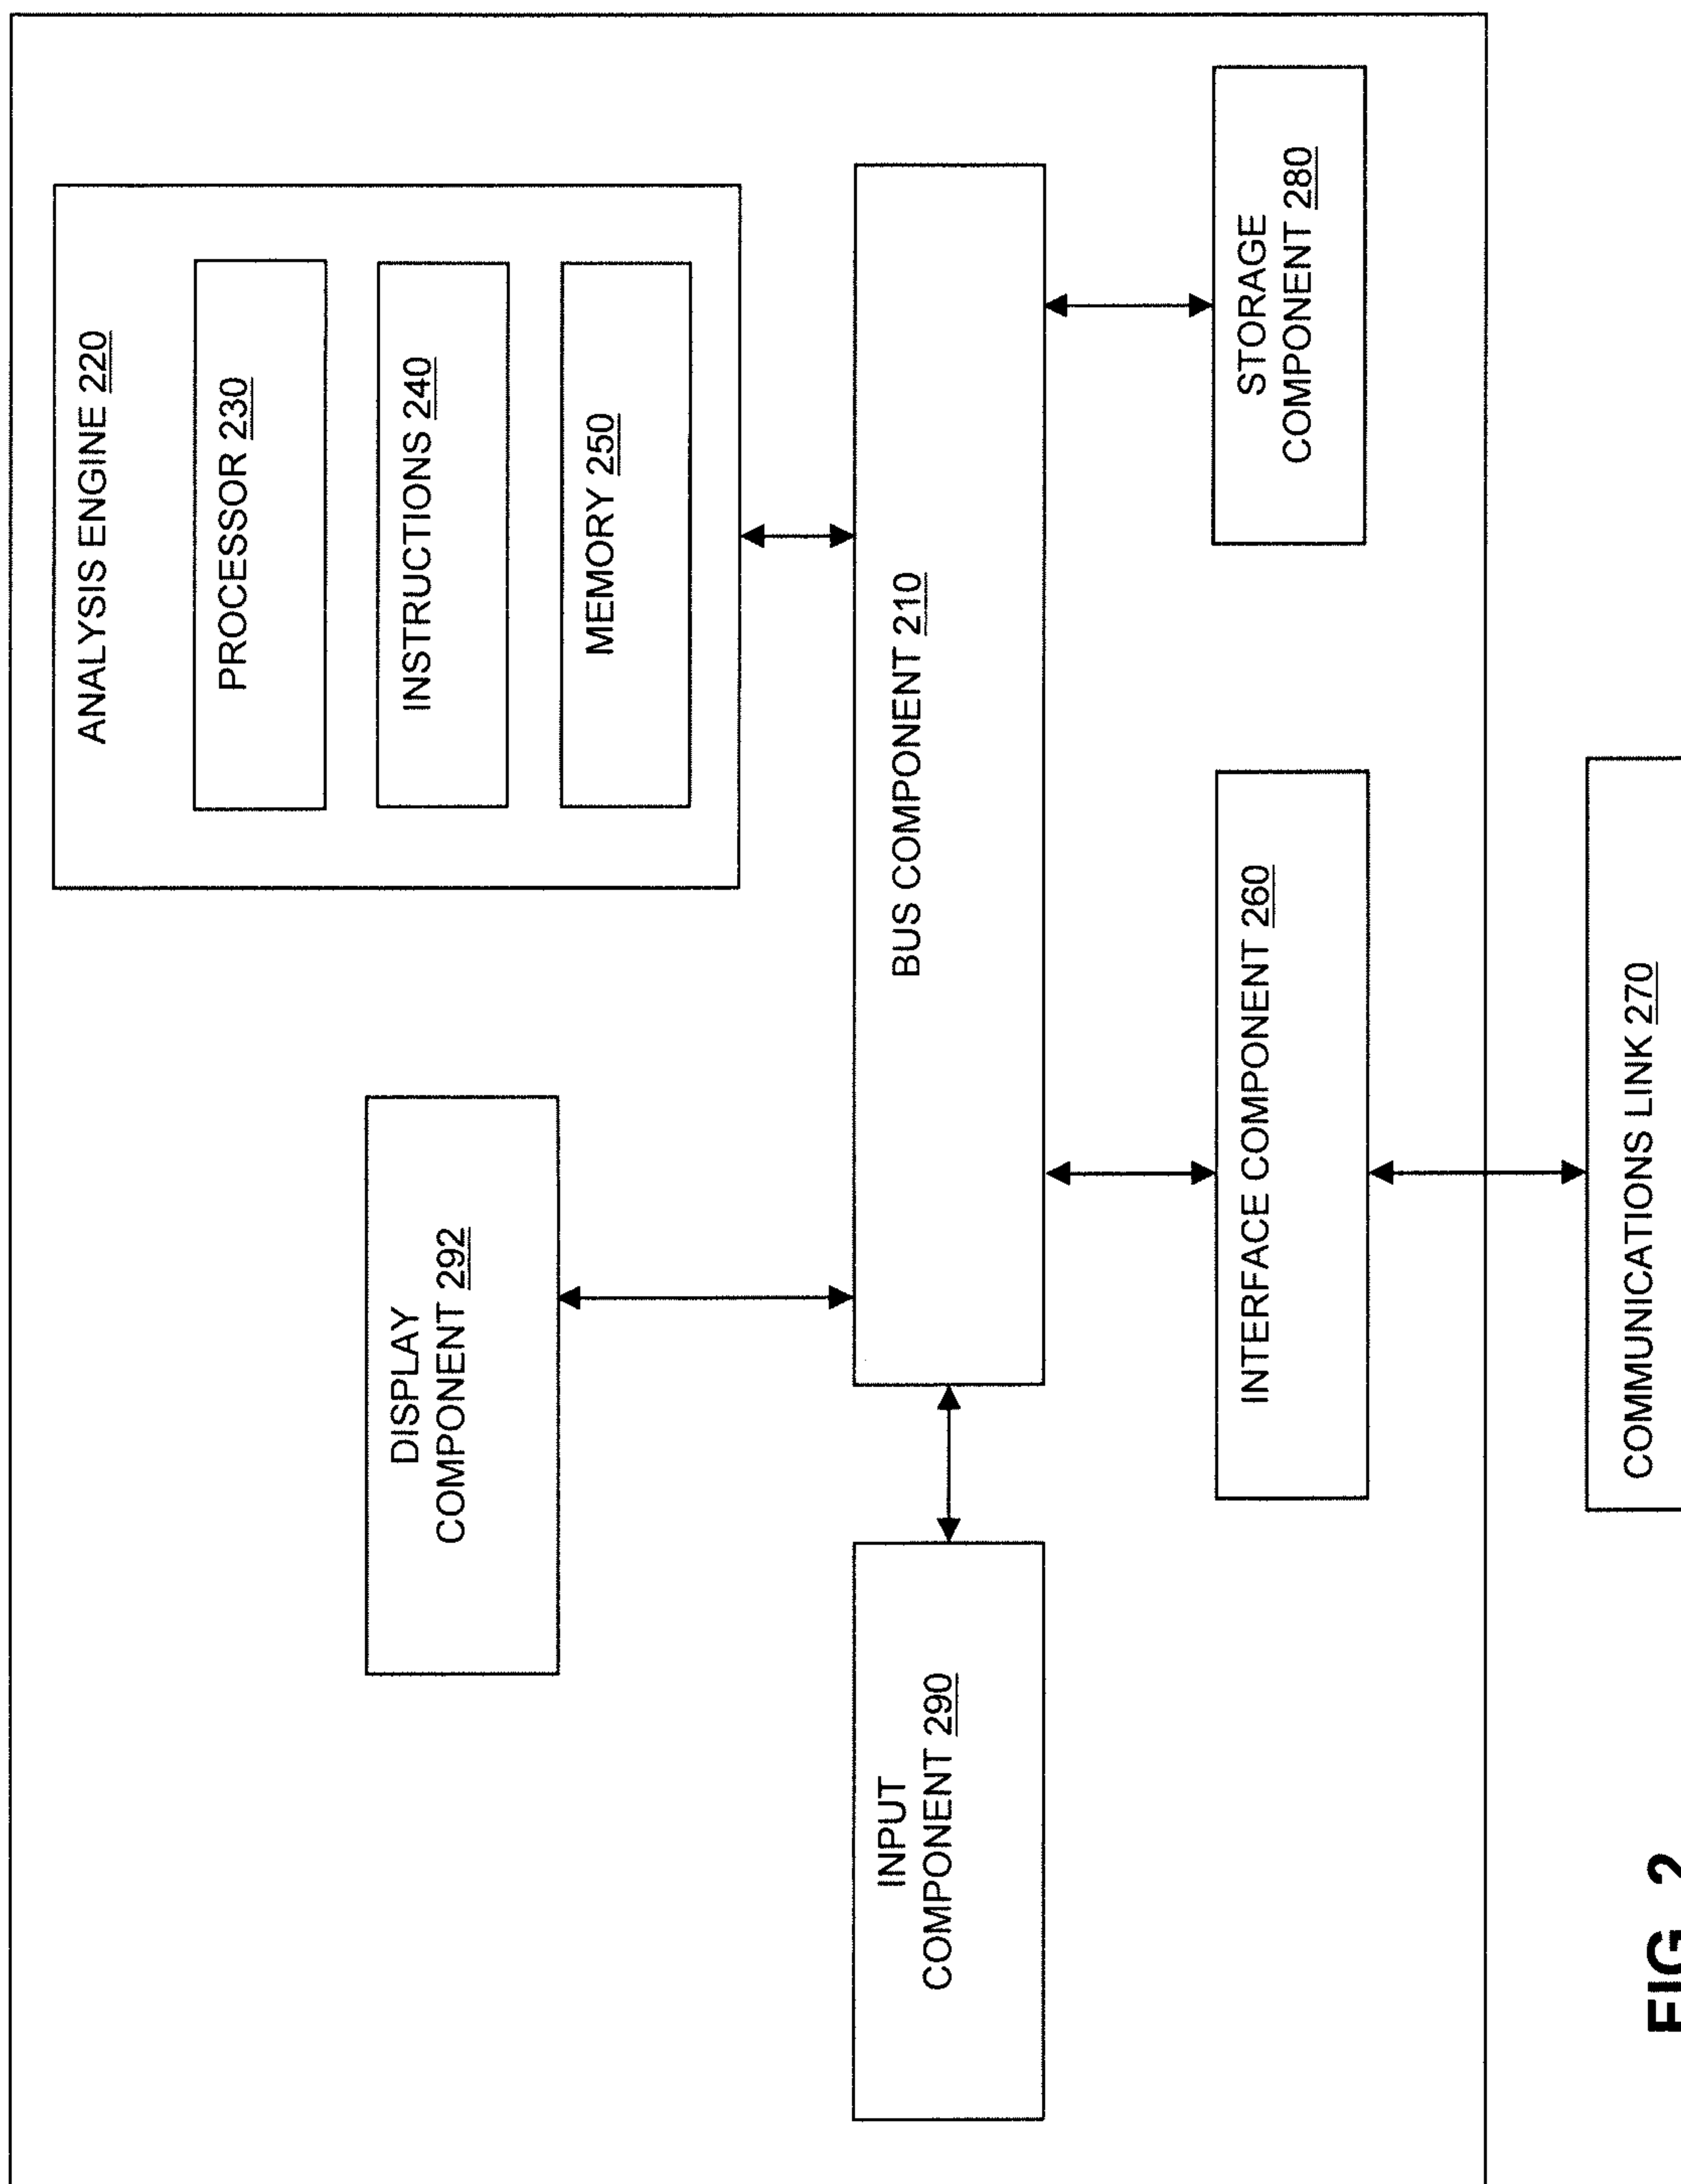 ANALYSIS ENGINE 220
PROCESSOR 230
INSTRUCTIONS 240
MEMORY 250
DISPLAY
COMPONENT 292
INPUT
COMPONENT 290
BUS COMPONENT 210
INTERFACE COMPONENT 260
STORAGE
COMPONENT 280
COMMUNICATIONS LINK 270
FIG. 2